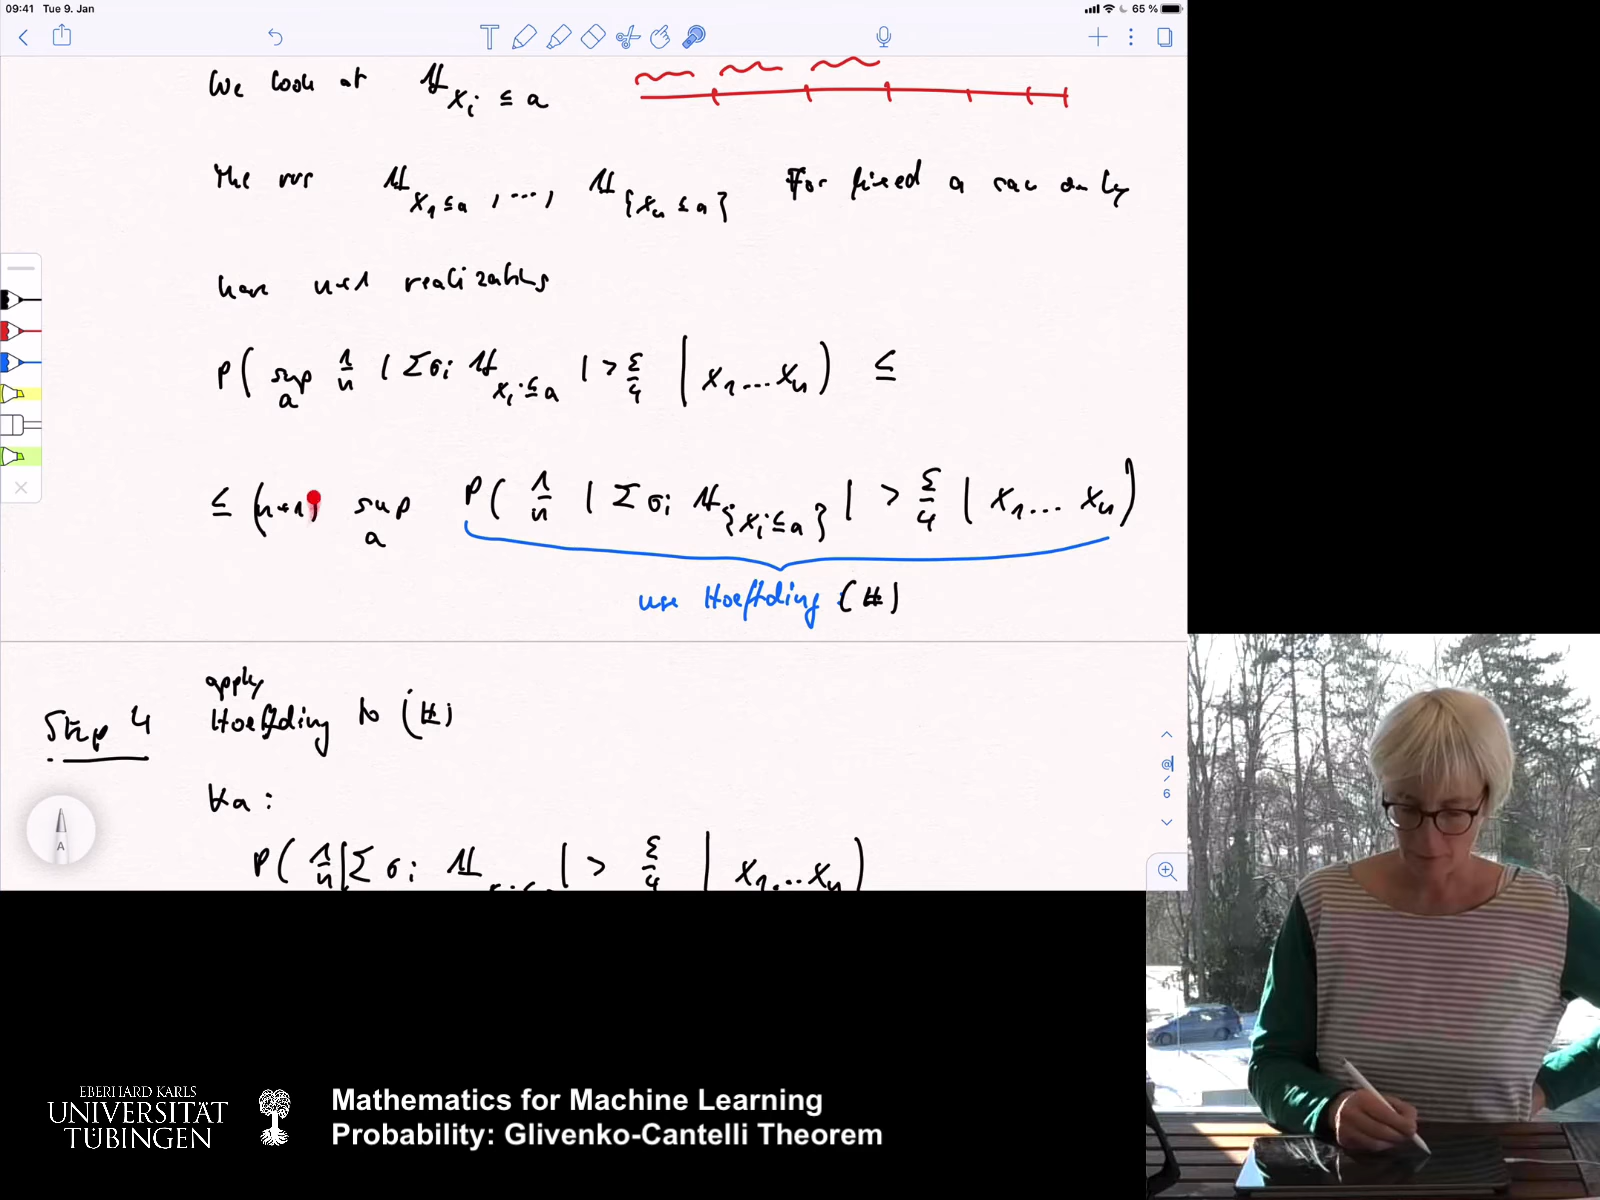 09:41 Tue 9. Jan 65 %
We look at 𝟙_{X_i ≤ a}
The rvs 𝟙_{X_1 ≤ a}, ..., 𝟙_{{X_n ≤ a}} For fixed a can only
have n+1 realizations
P( sup_a 1/n | Σσ_i 𝟙_{X_i ≤ a} | > ε/4 | X_1 ... X_n ) ≤
≤ (n+1) sup_a P( 1/n | Σσ_i 𝟙_{{X_i ≤ a}} | > ε/4 | X_1 ... X_n )
use Hoeffding (#)
apply
Step 4 Hoeffding to (#)
∀a :
P( 1/n | Σ σ_i 𝟙 | > ε/4 | X_1 ... X_n )
6
A
EBERHARD KARLS
UNIVERSITÄT
TÜBINGEN
Mathematics for Machine Learning
Probability: Glivenko-Cantelli Theorem